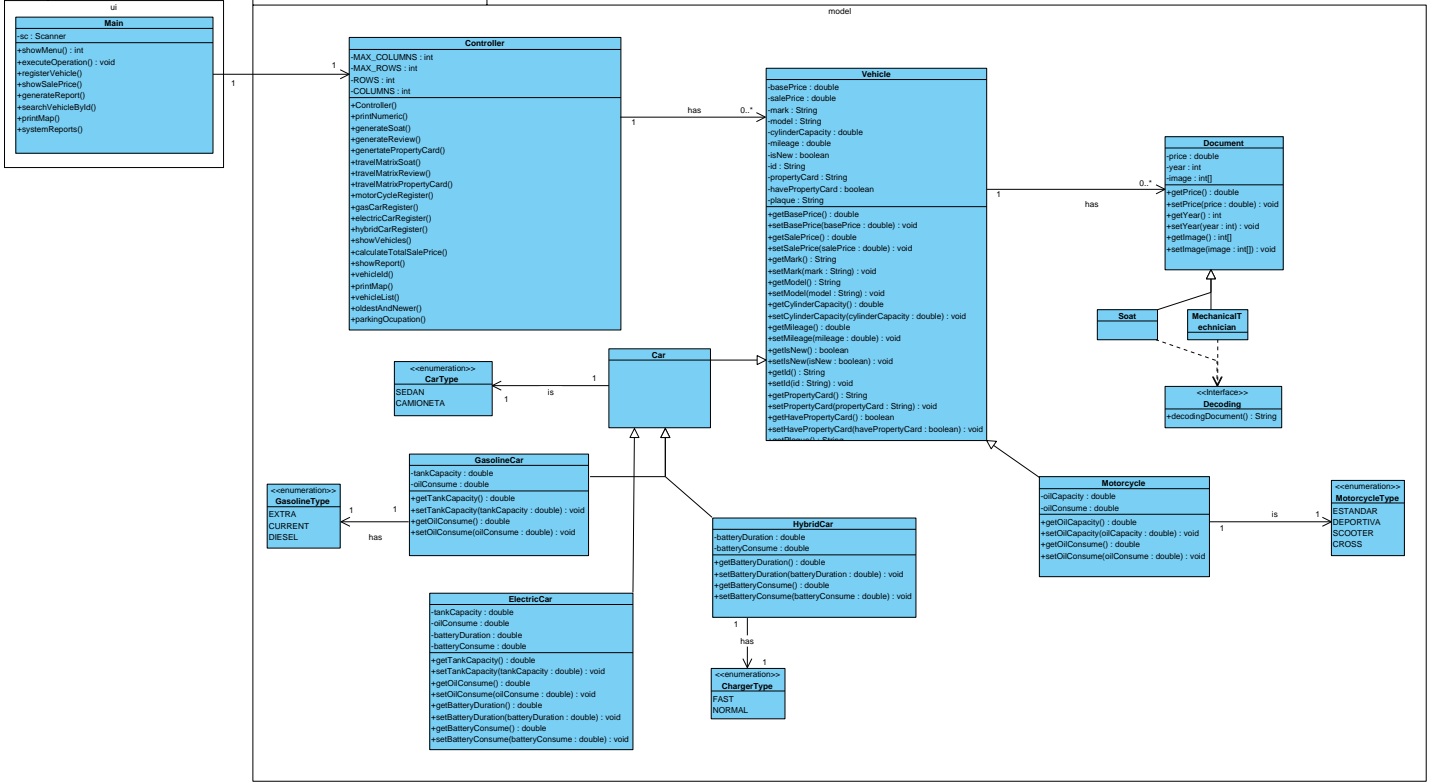 ui
Main
-sc : Scanner
+showMenu() : int
+executeOperation() : void
+registerVehicle()
+showSalePrice()
+generateReport()
+searchVehicleById()
+printMap()
+systemReports()
1
1
model
Controller
-MAX_COLUMNS : int
-MAX_ROWS : int
-ROWS : int
-COLUMNS : int
+Controller()
+printNumeric()
+generateSoat()
+generateReview()
+genertatePropertyCard()
+travelMatrixSoat()
+travelMatrixReview()
+travelMatrixPropertyCard()
+motorCycleRegister()
+gasCarRegister()
+electricCarRegister()
+hybridCarRegister()
+showVehicles()
+calculateTotalSalePrice()
+showReport()
+vehicleId()
+printMap()
+vehicleList()
+oldestAndNewer()
+parkingOcupation()
has
1
0..*
Vehicle
-basePrice : double
-salePrice : double
-mark : String
-model : String
-cylinderCapacity : double
-mileage : double
-isNew : boolean
-id : String
-propertyCard : String
-havePropertyCard : boolean
-plaque : String
+getBasePrice() : double
+setBasePrice(basePrice : double) : void
+getSalePrice() : double
+setSalePrice(salePrice : double) : void
+getMark() : String
+setMark(mark : String) : void
+getModel() : String
+setModel(model : String) : void
+getCylinderCapacity() : double
+setCylinderCapacity(cylinderCapacity : double) : void
+getMileage() : double
+setMileage(mileage : double) : void
+getIsNew() : boolean
+setIsNew(isNew : boolean) : void
+getId() : String
+setId(id : String) : void
+getPropertyCard() : String
+setPropertyCard(propertyCard : String) : void
+getHavePropertyCard() : boolean
+setHavePropertyCard(havePropertyCard : boolean) : void
+getPlaque() : String
1
has
0..*
Document
-price : double
-year : int
-image : int[]
+getPrice() : double
+setPrice(price : double) : void
+getYear() : int
+setYear(year : int) : void
+getImage() : int[]
+setImage(image : int[]) : void
Soat
MechanicalT
echnician
<<Interface>>
Decoding
+decodingDocument() : String
Car
1
is
1
<<enumeration>>
CarType
SEDAN
CAMIONETA
GasolineCar
-tankCapacity : double
-oilConsume : double
+getTankCapacity() : double
+setTankCapacity(tankCapacity : double) : void
+getOilConsume() : double
+setOilConsume(oilConsume : double) : void
1
has
1
<<enumeration>>
GasolineType
EXTRA
CURRENT
DIESEL
HybridCar
-batteryDuration : double
-batteryConsume : double
+getBatteryDuration() : double
+setBatteryDuration(batteryDuration : double) : void
+getBatteryConsume() : double
+setBatteryConsume(batteryConsume : double) : void
1
has
1
<<enumeration>>
ChargerType
FAST
NORMAL
ElectricCar
-tankCapacity : double
-oilConsume : double
-batteryDuration : double
-batteryConsume : double
+getTankCapacity() : double
+setTankCapacity(tankCapacity : double) : void
+getOilConsume() : double
+setOilConsume(oilConsume : double) : void
+getBatteryDuration() : double
+setBatteryDuration(batteryDuration : double) : void
+getBatteryConsume() : double
+setBatteryConsume(batteryConsume : double) : void
Motorcycle
-oilCapacity : double
-oilConsume : double
+getOilCapacity() : double
+setOilCapacity(oilCapacity : double) : void
+getOilConsume() : double
+setOilConsume(oilConsume : double) : void
1
is
1
<<enumeration>>
MotorcycleType
ESTANDAR
DEPORTIVA
SCOOTER
CROSS